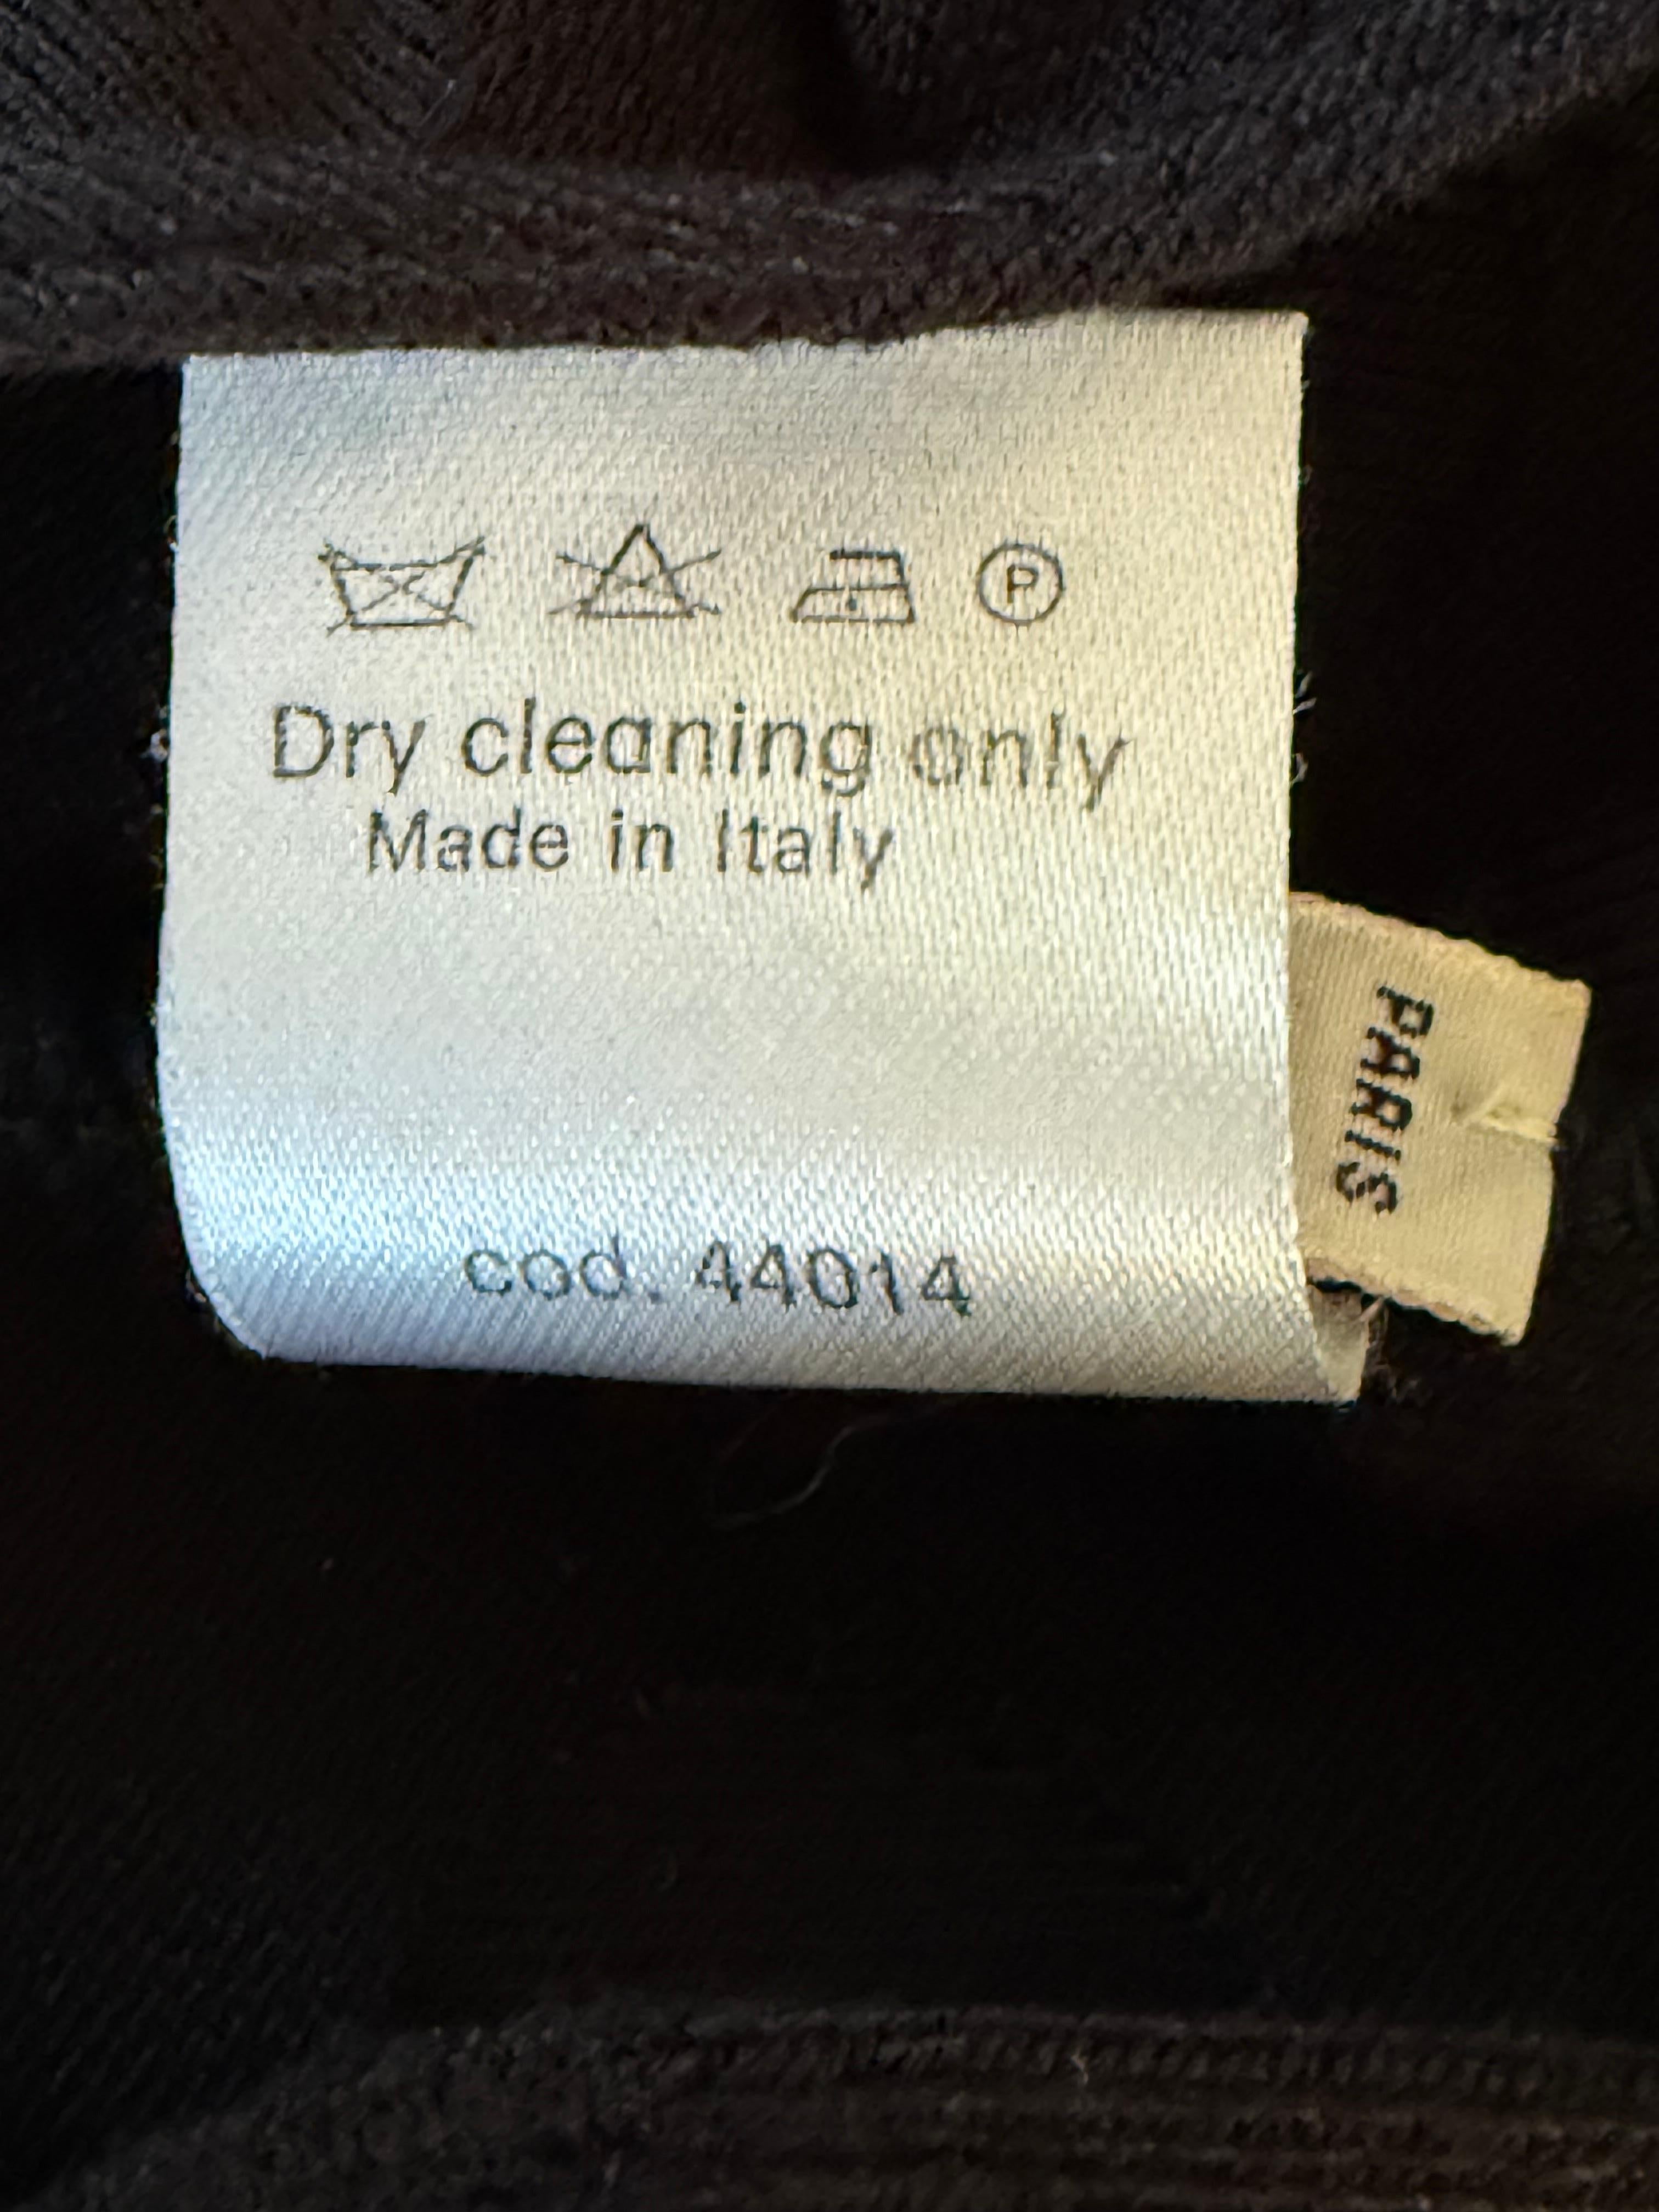 P
Dry cleaning only
Made in Italy
PARIS
cod. 44014